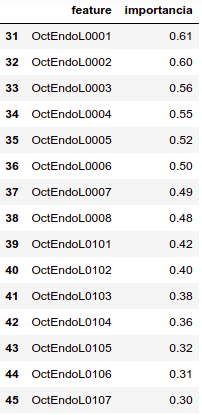 feature importancia
31 OctEndoL0001 0.61
32 OctEndoL0002 0.60
33 OctEndoL0003 0.56
34 OctEndoL0004 0.55
35 OctEndoL0005 0.52
36 OctEndoL0006 0.50
37 OctEndoL0007 0.49
38 OctEndoL0008 0.48
39 OctEndoL0101 0.42
40 OctEndoL0102 0.40
41 OctEndoL0103 0.38
42 OctEndoL0104 0.36
43 OctEndoL0105 0.32
44 OctEndoL0106 0.31
45 OctEndoL0107 0.30